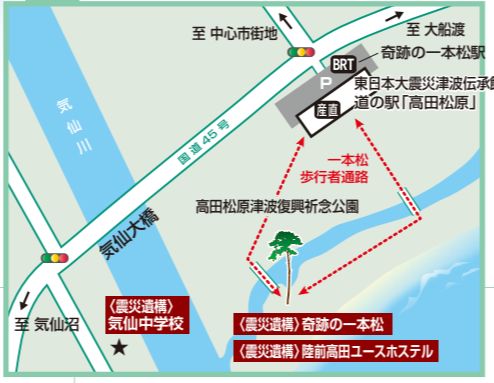 至 中心市街地
至 大船渡
BRT
奇跡の一本松駅
P
東日本大震災津波伝承館
産直
道の駅「高田松原」
気仙川
国道45号
一本松
歩行者通路
高田松原津波復興祈念公園
気仙大橋
至 気仙沼
〈震災遺構〉
気仙中学校
〈震災遺構〉奇跡の一本松
〈震災遺構〉陸前高田ユースホステル